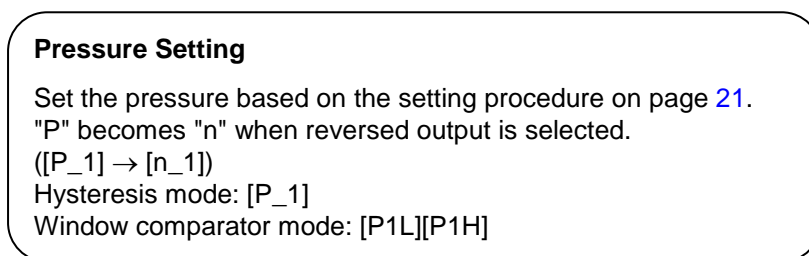 Pressure Setting
Set the pressure based on the setting procedure on page 21.
"P" becomes "n" when reversed output is selected.
([P_1] → [n_1])
Hysteresis mode: [P_1]
Window comparator mode: [P1L][P1H]